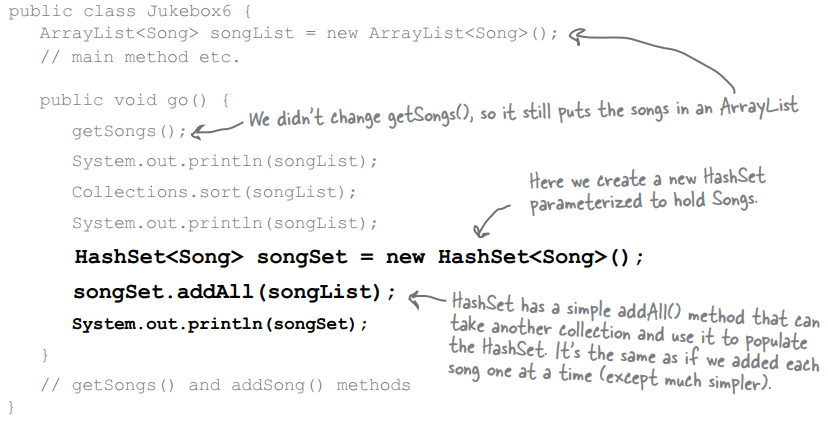 public class Jukebox6 {
ArrayList<Song> songList = new ArrayList<Song>();
// main method etc.
public void go() {
We didn't change getSongs(), so it still puts the songs in an ArrayList
getSongs();
System.out.println(songList);
Collections.sort(songList);
System.out.println(songList);
Here we create a new HashSet
parameterized to hold Songs.
HashSet<Song> songSet = new HashSet<Song>();
songSet.addAll(songList);
System.out.println(songSet);
HashSet has a simple addAll() method that can
take another collection and use it to populate
the HashSet. It's the same as if we added each
song one at a time (except much simpler).
}
// getSongs() and addSong() methods
}